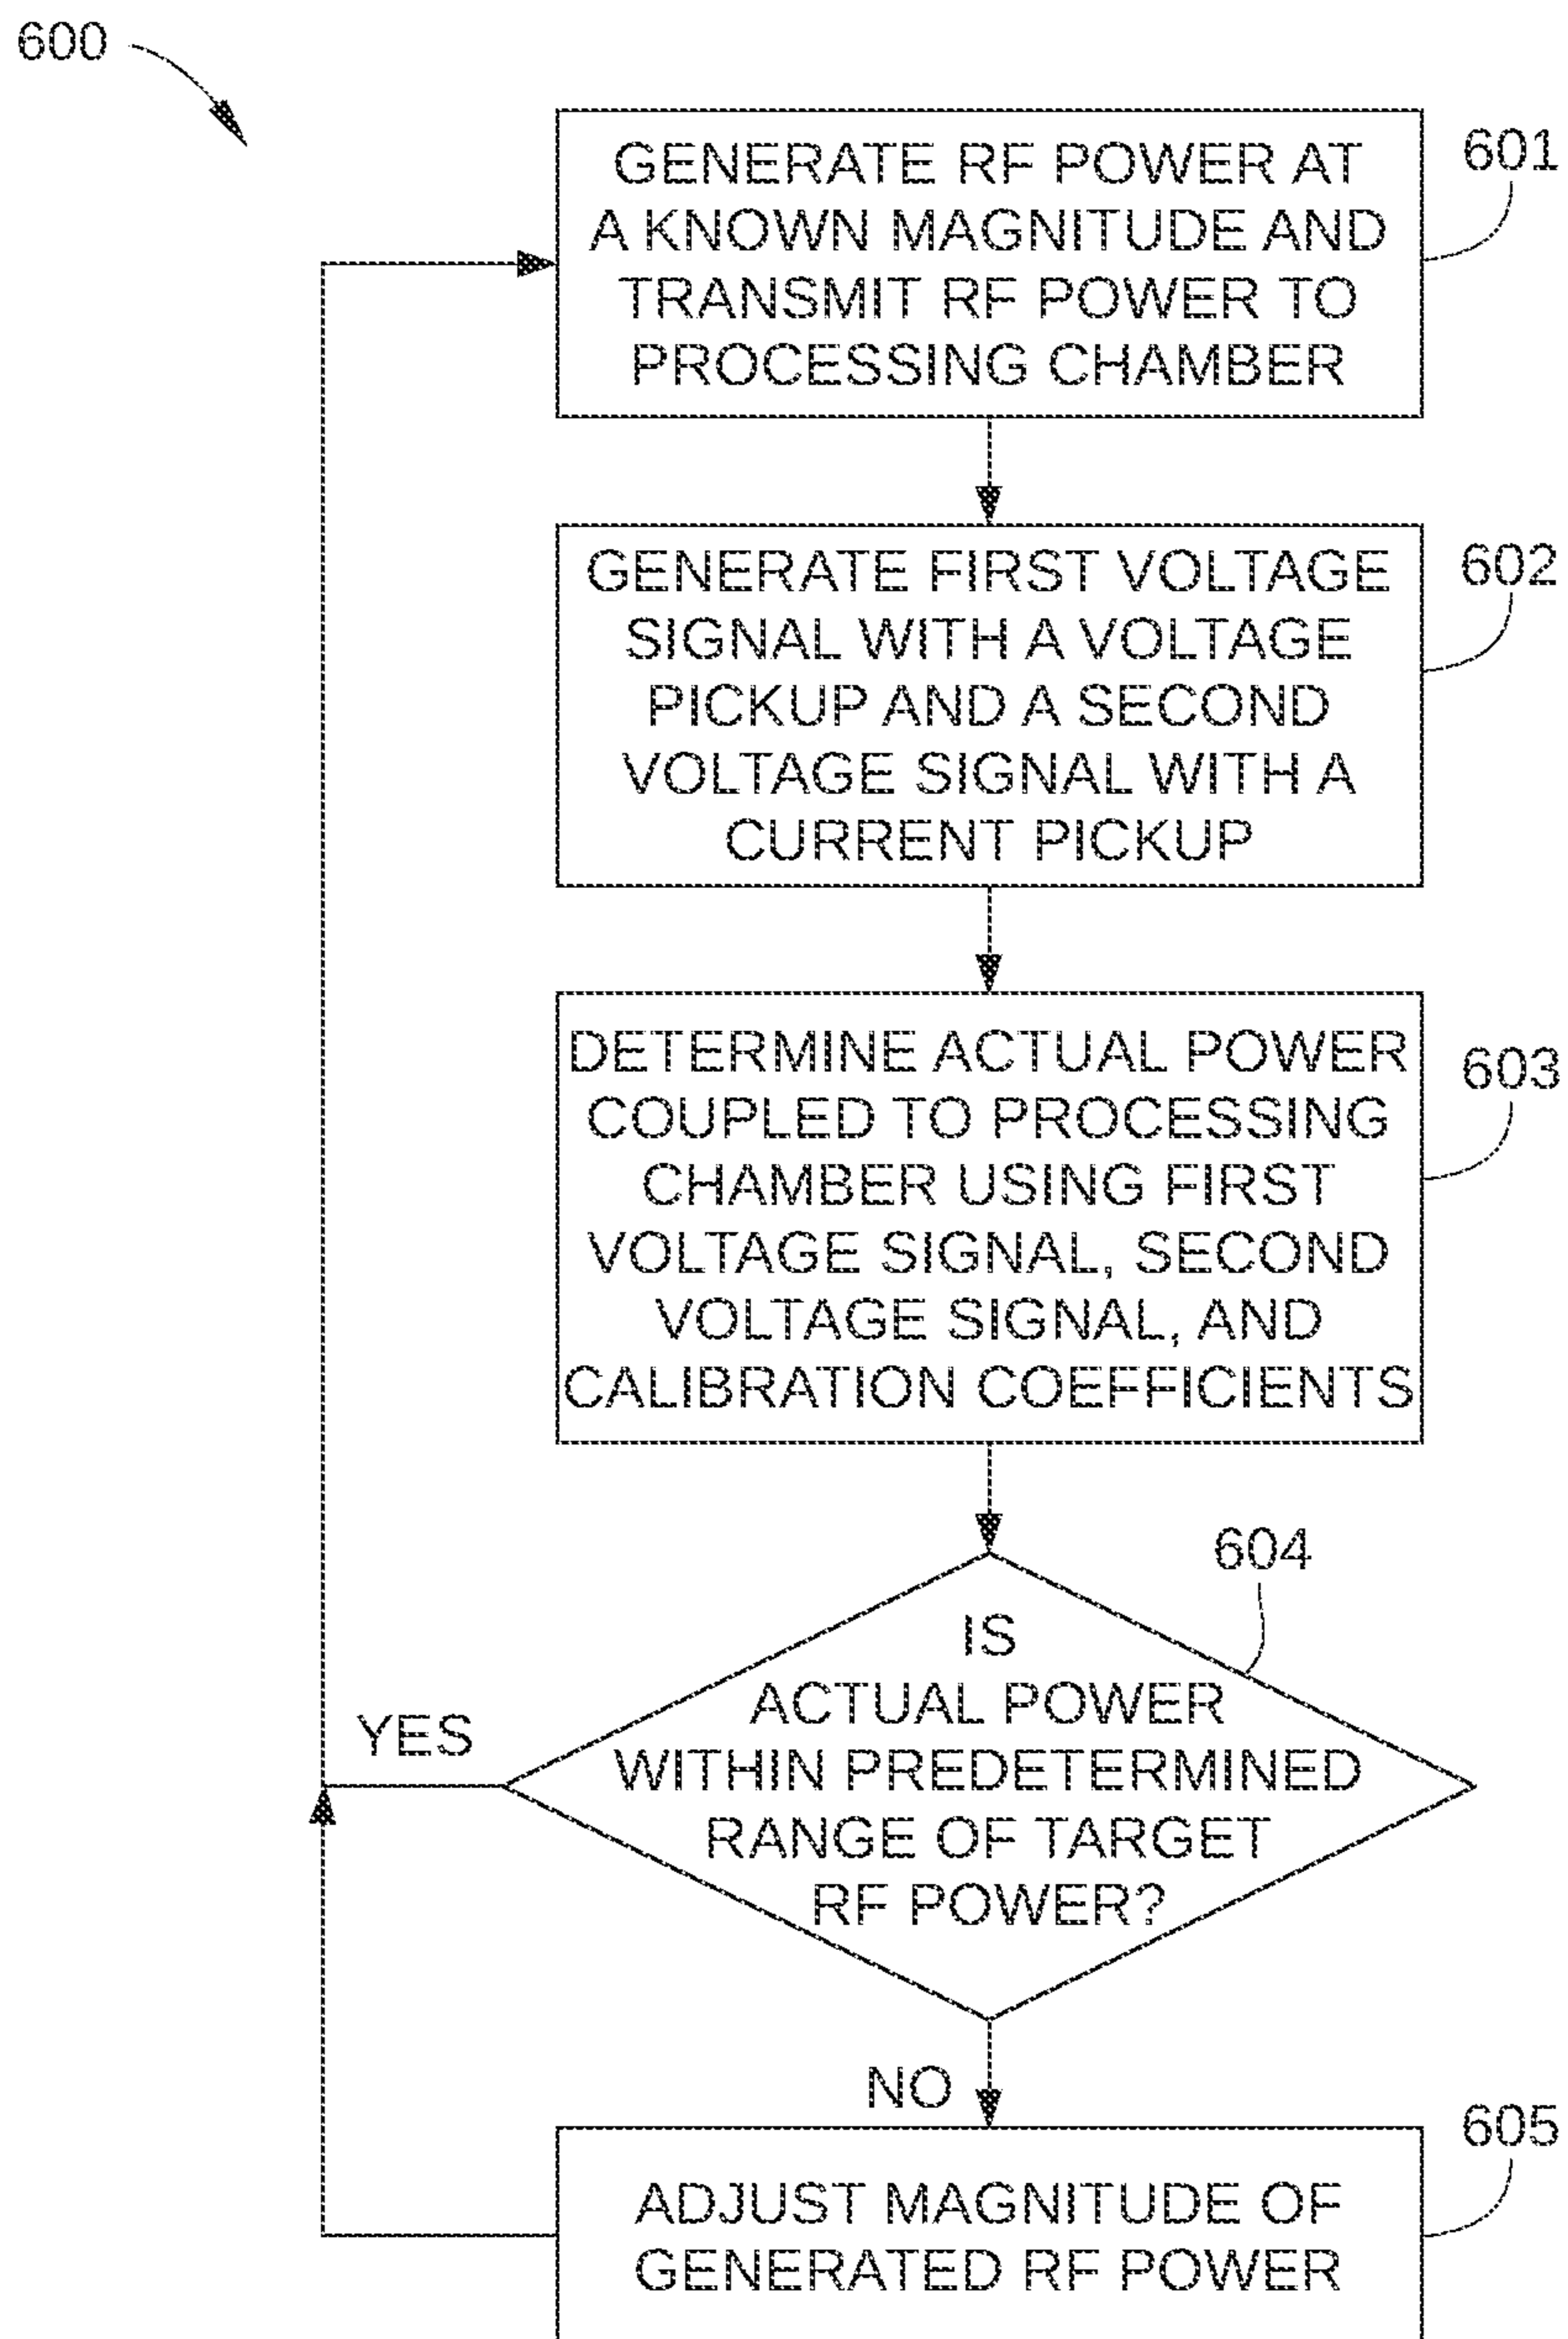 600
GENERATE RF POWER AT
A KNOWN MAGNITUDE AND
TRANSMIT RF POWER TO
PROCESSING CHAMBER
601
GENERATE FIRST VOLTAGE
SIGNAL WITH A VOLTAGE
PICKUP AND A SECOND
VOLTAGE SIGNAL WITH A
CURRENT PICKUP
602
DETERMINE ACTUAL POWER
COUPLED TO PROCESSING
CHAMBER USING FIRST
VOLTAGE SIGNAL, SECOND
VOLTAGE SIGNAL, AND
CALIBRATION COEFFICIENTS
603
604
IS
ACTUAL POWER
WITHIN PREDETERMINED
RANGE OF TARGET
RF POWER?
YES
NO
605
ADJUST MAGNITUDE OF
GENERATED RF POWER